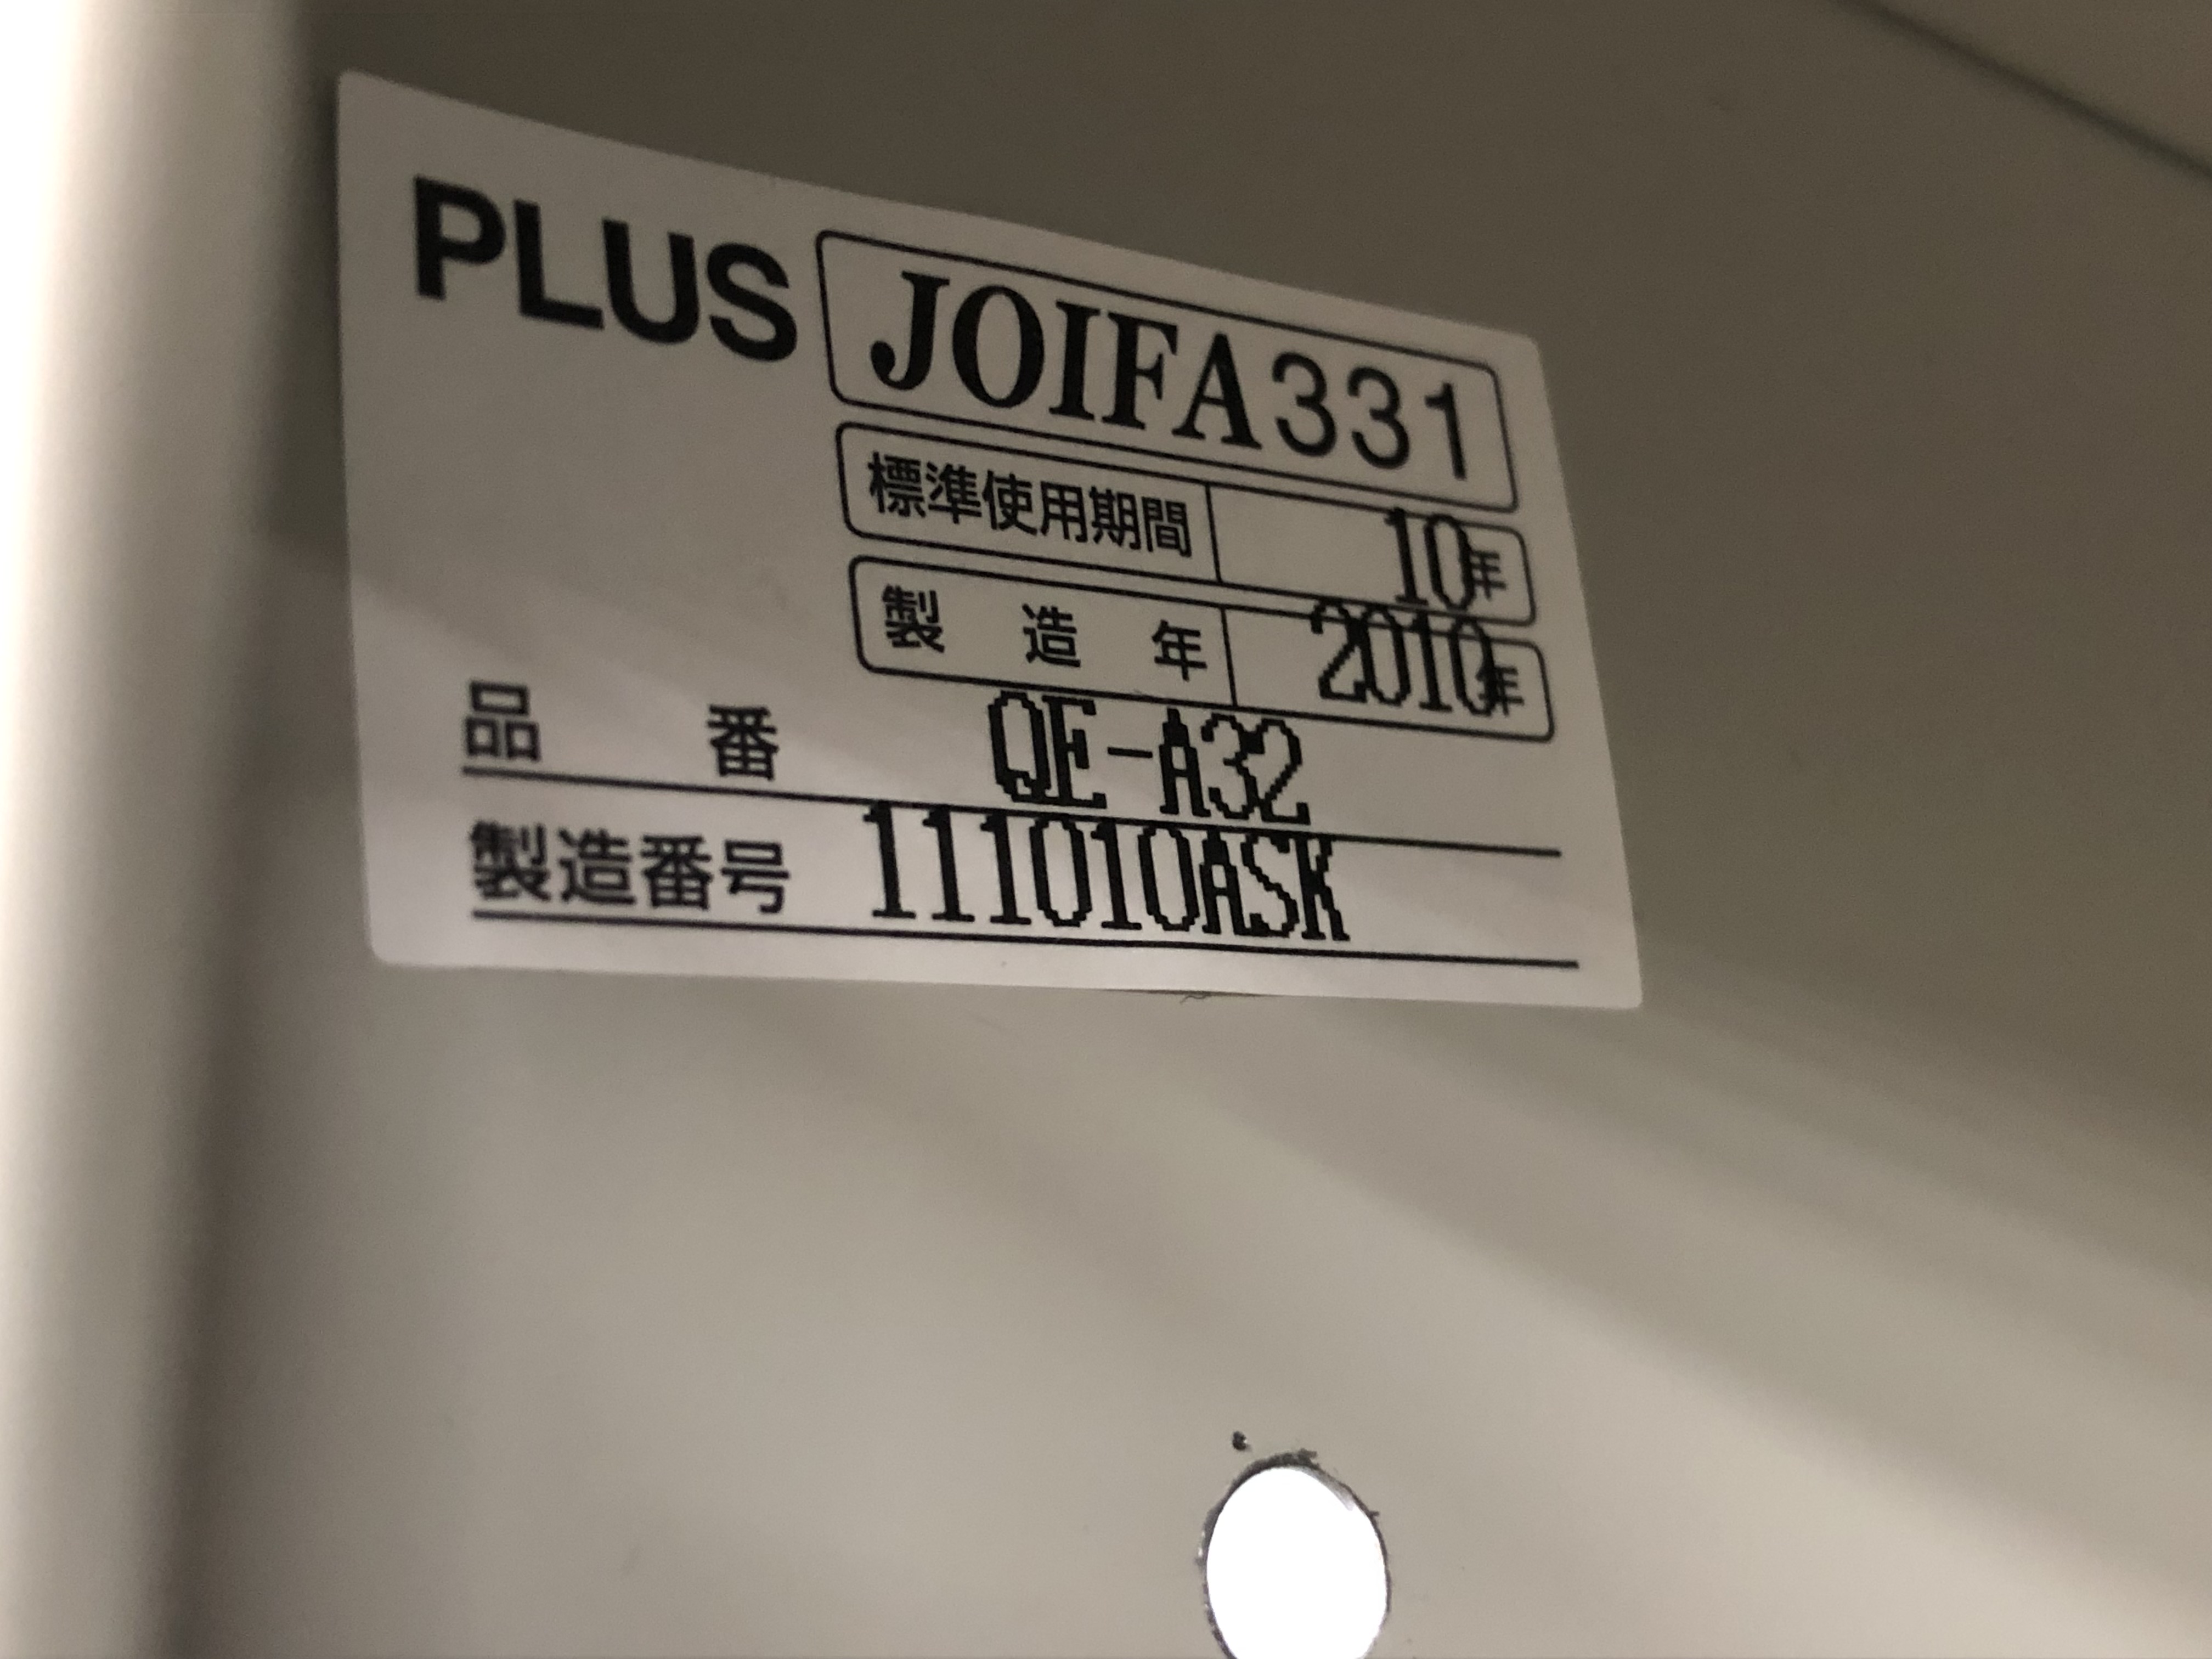 PLUS JOIFA331
標準使用期間 10年
製造年 2010年
品番 QE-A32
製造番号 111010ASK